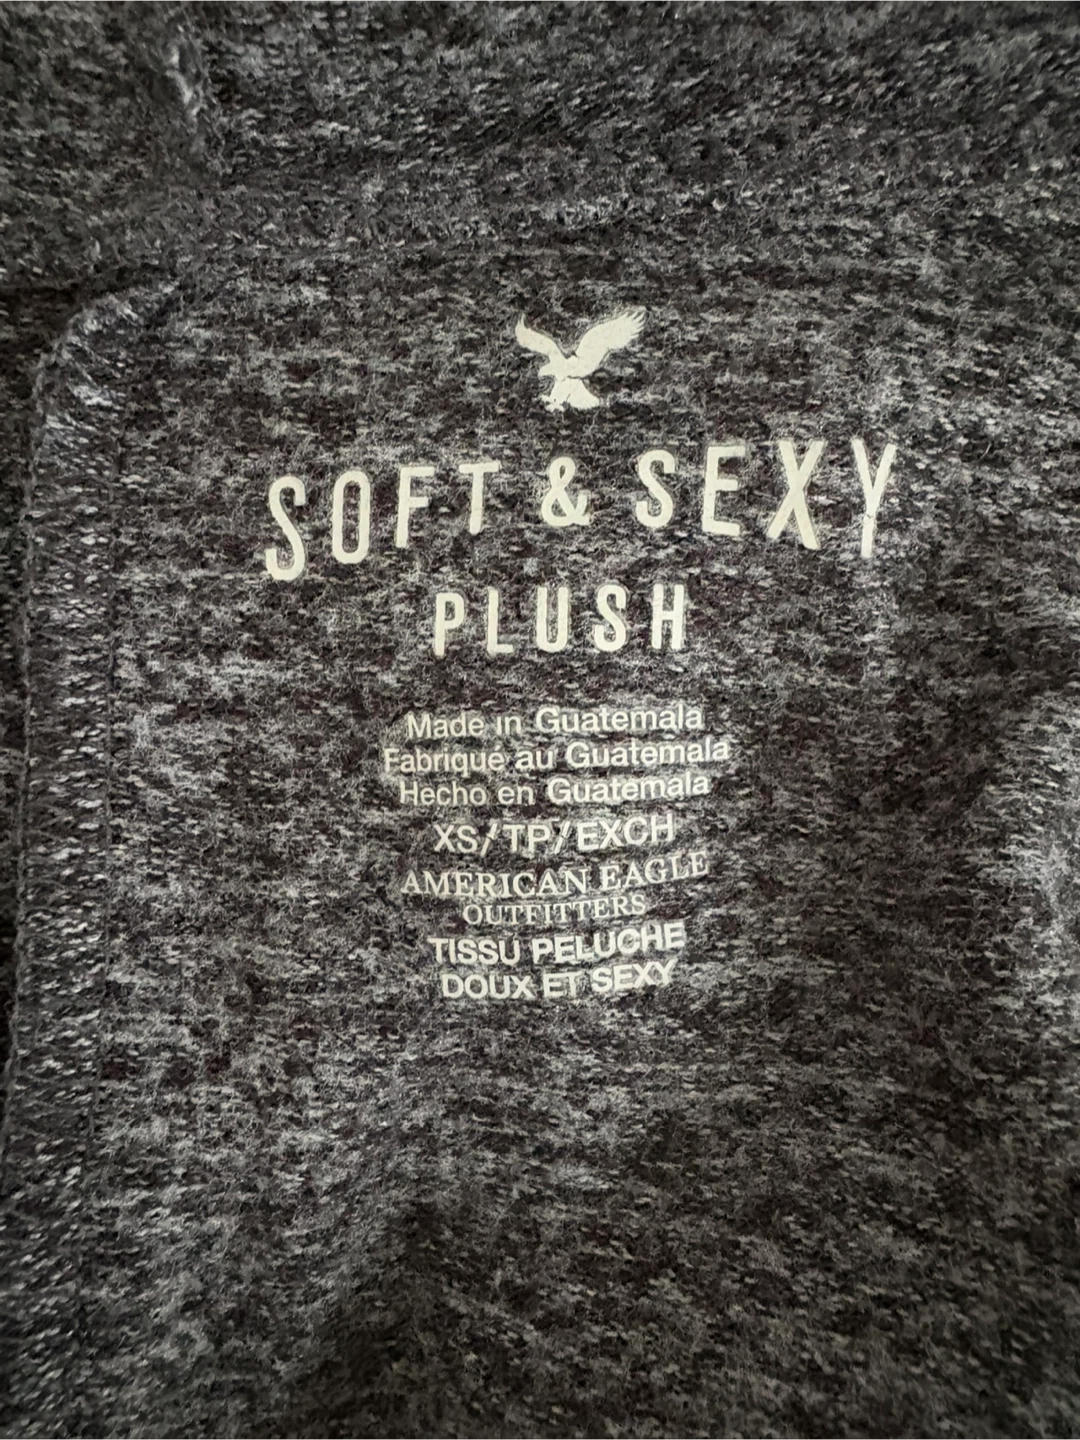 SOFT & SEXY
PLUSH
Made in Guatemala
Fabriqué au Guatemala
Hecho en Guatemala
XS/TP/EXCH
AMERICAN EAGLE
OUTFITTERS
TISSU PELUCHE
DOUX ET SEXY